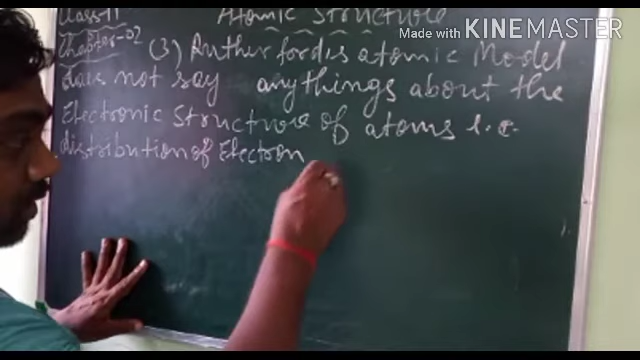 Class-11 Atomic Structure
Made with KINEMASTER
Chapter-02 (3) Rutherfordis atomic Model
does not say anythings about the
Electronic Structure of atoms i.e.
distribution of Electron